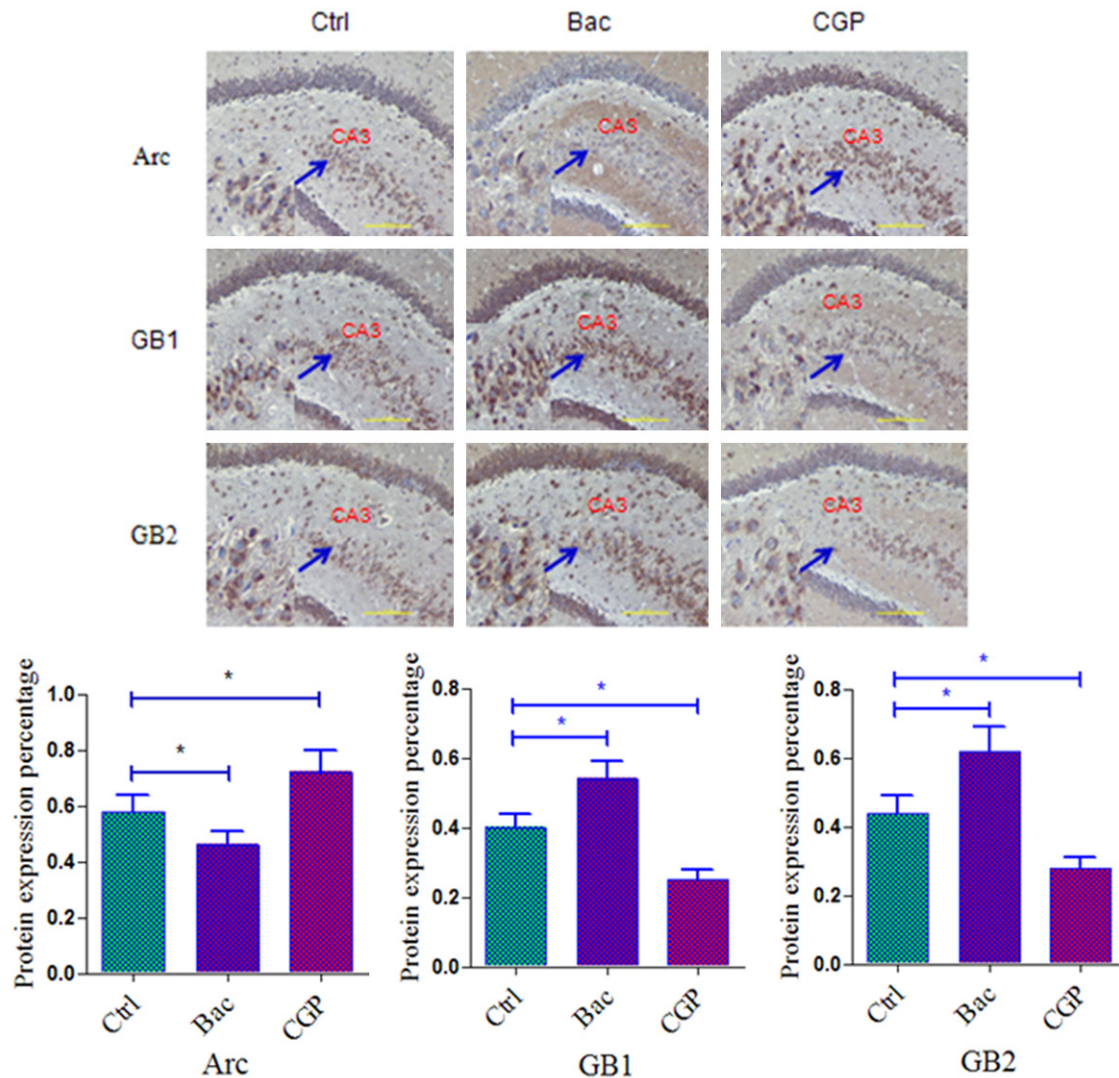 Ctrl Bac CGP
Arc
CA3 CA3 CA3
GB1
CA3 CA3 CA3
GB2
CA3 CA3 CA3
Protein expression percentage
1.0
0.8
0.6
0.4
0.2
0.0
*
*
Ctrl Bac CGP
Arc
Protein expression percentage
0.8
0.6
0.4
0.2
0.0
*
*
Ctrl Bac CGP
GB1
Protein expression percentage
0.8
0.6
0.4
0.2
0.0
*
*
Ctrl Bac CGP
GB2